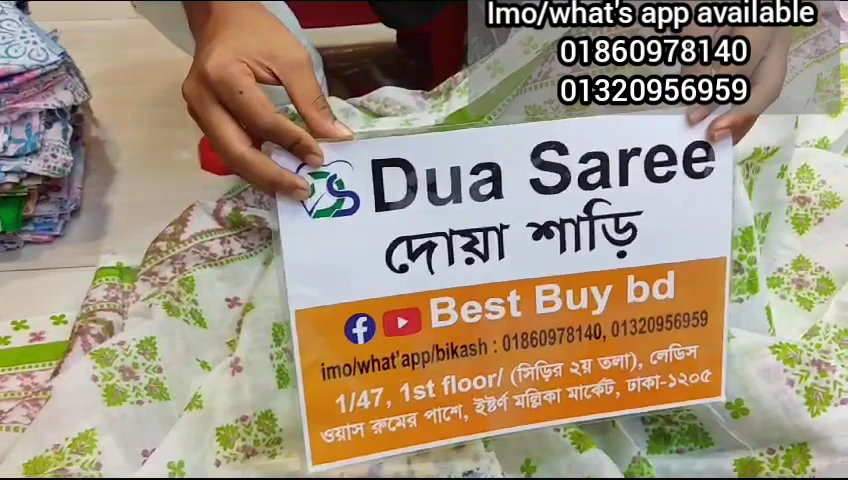 Imo/what's app available
01860978140
01320956959
DS Dua Saree
দোয়া শাড়ি
Best Buy bd
imo/what'app/bikash : 01860978140, 01320956959
1/47, 1st floor/ (সিড়ির ২য় তলা), লেডিস
ওয়াস রুমের পাশে, ইষ্টার্ণ মল্লিকা মার্কেট, ঢাকা-১২০৫